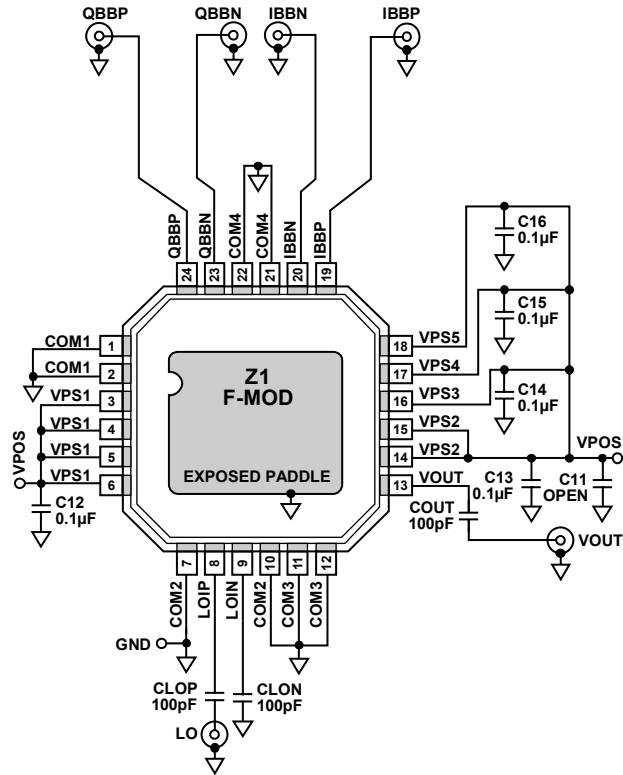 QBBP
QBBN
IBBN
IBBP
QBBP
QBBN
COM4
COM4
IBBN
IBBP
24
23
22
21
20
19
C16
0.1µF
C15
0.1µF
C14
0.1µF
COM1
COM1
VPS1
VPS1
VPS1
VPS1
1
2
3
4
5
6
VPOS
C12
0.1µF
Z1
F-MOD
EXPOSED PADDLE
18
17
16
15
14
13
VPS5
VPS4
VPS3
VPS2
VPS2
VOUT
VPOS
C13
0.1µF
C11
OPEN
COUT
100pF
VOUT
7
8
9
10
11
12
COM2
LOIP
LOIN
COM2
COM3
COM3
GND
CLOP
100pF
CLON
100pF
LO